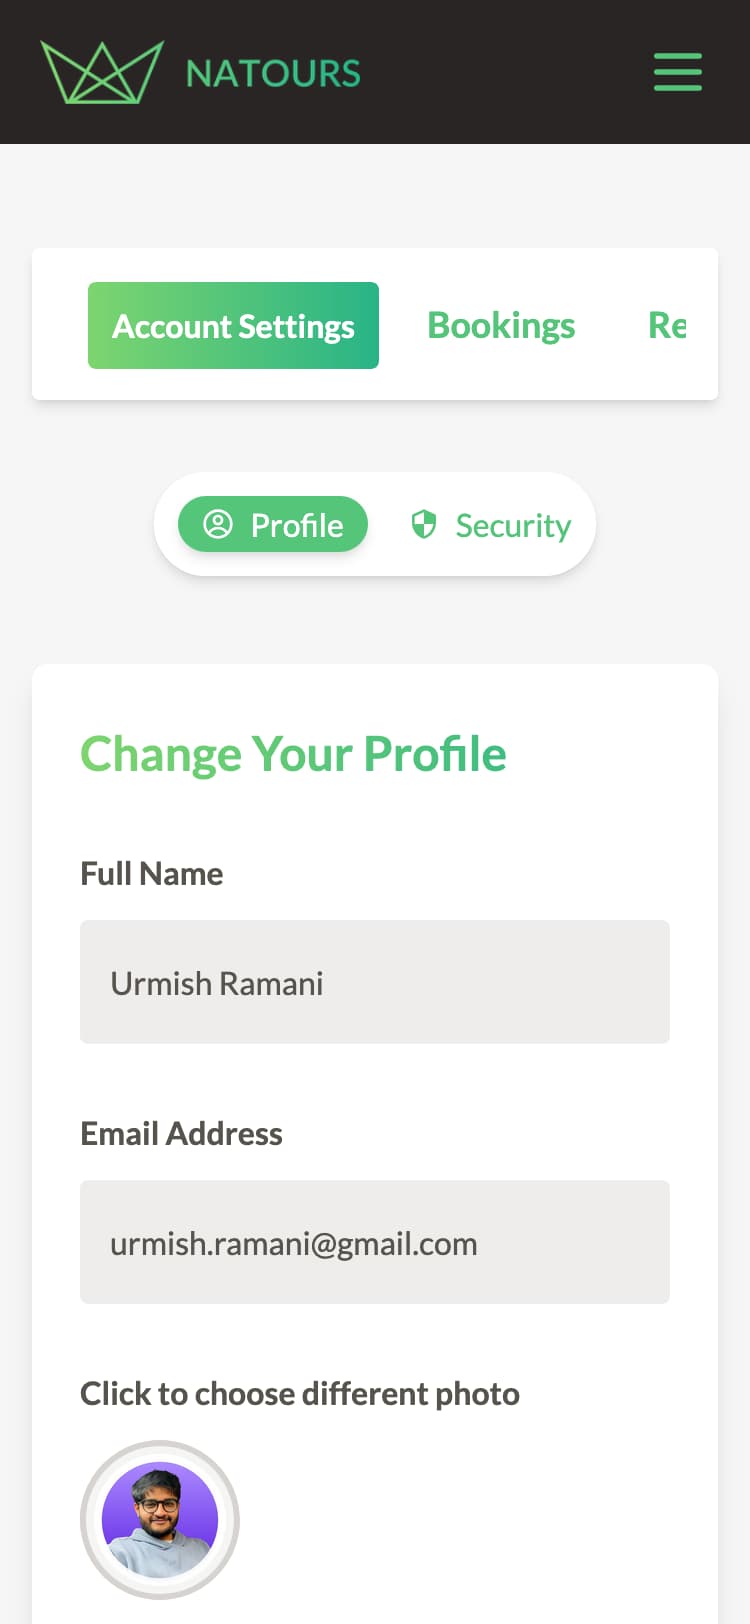 NATOURS
Account Settings Bookings Re
Profile Security
Change Your Profile
Full Name
Urmish Ramani
Email Address
urmish.ramani@gmail.com
Click to choose different photo